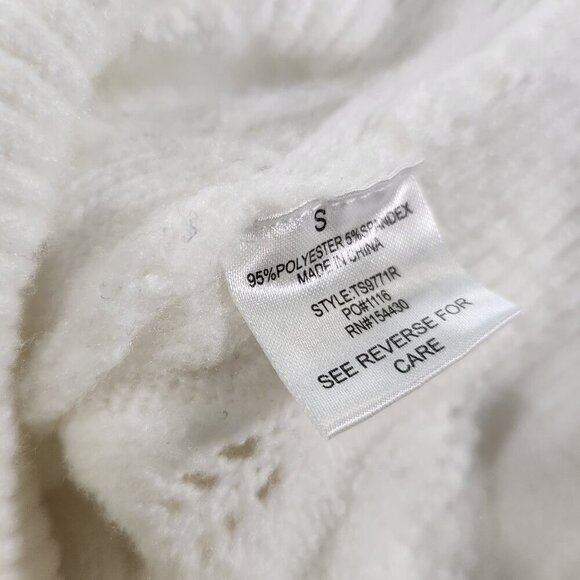 S
95%POLYESTER 5%SPANDEX
MADE IN CHINA
STYLE:TS9771R
PO#1116
RN#154430
SEE REVERSE FOR
CARE